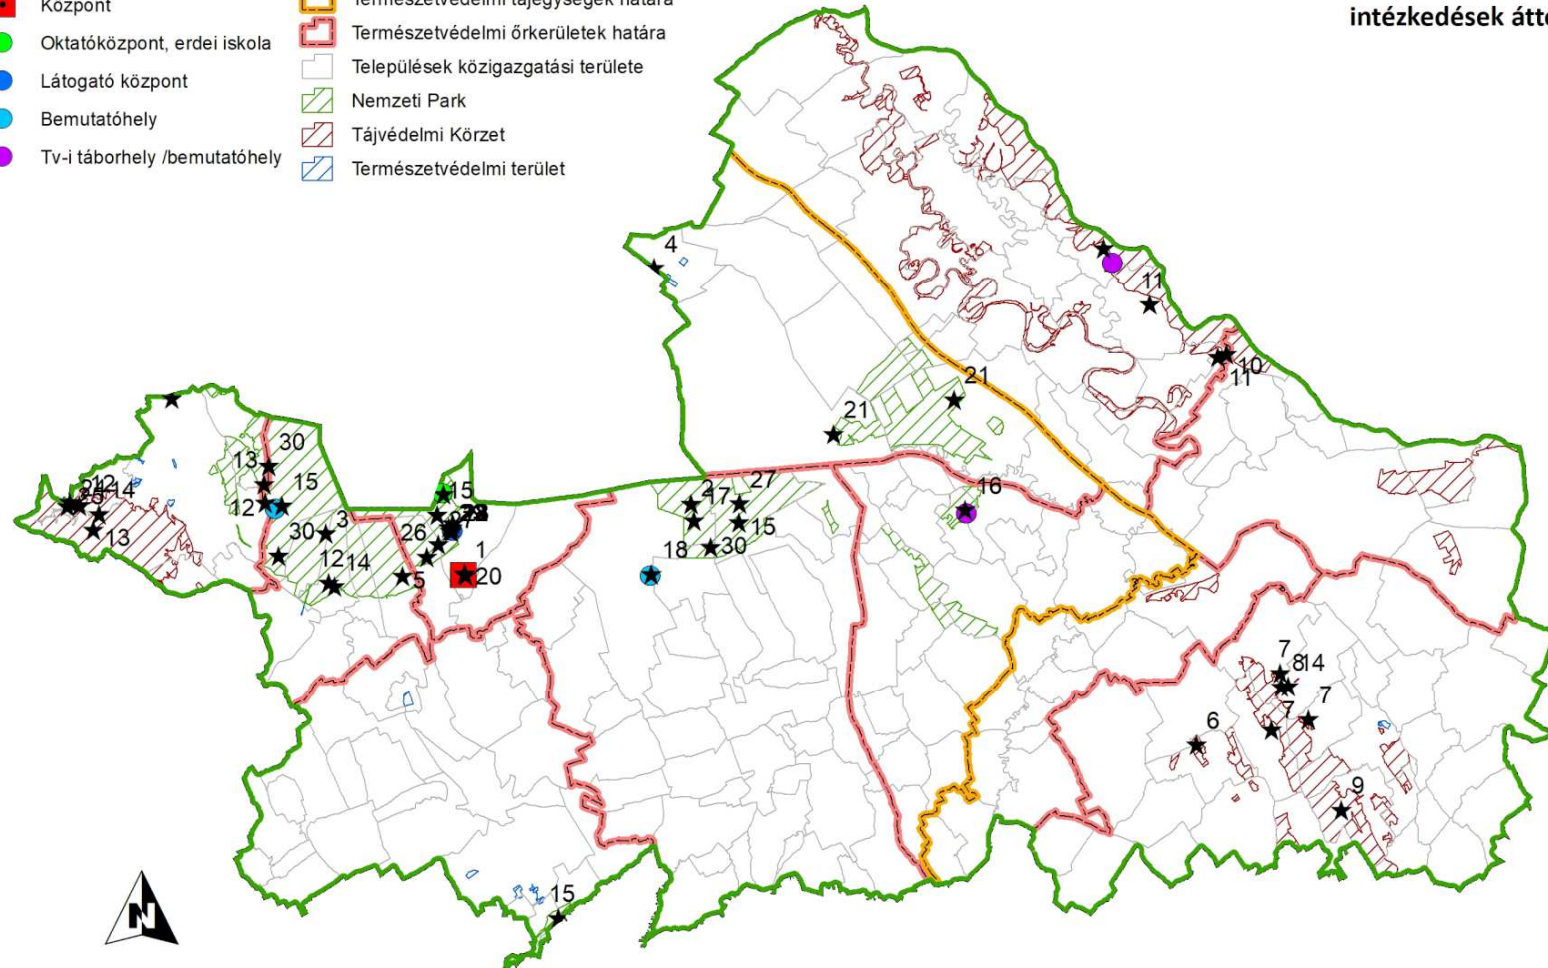 Központ
Oktatóközpont, erdei iskola
Látogató központ
Bemutatóhely
Tv-i táborhely /bemutatóhely
Természetvédelmi tájegységek határa
Természetvédelmi őrkerületek határa
Települések közigazgatási területe
Nemzeti Park
Tájvédelmi Körzet
Természetvédelmi terület
intézkedések átte
4
11
10
11
21
21
30
13
15
12
14
12
13
30
3
12
14
15
26
5
1
20
2
17
27
15
18
30
16
7
8
14
7
7
6
9
15
N